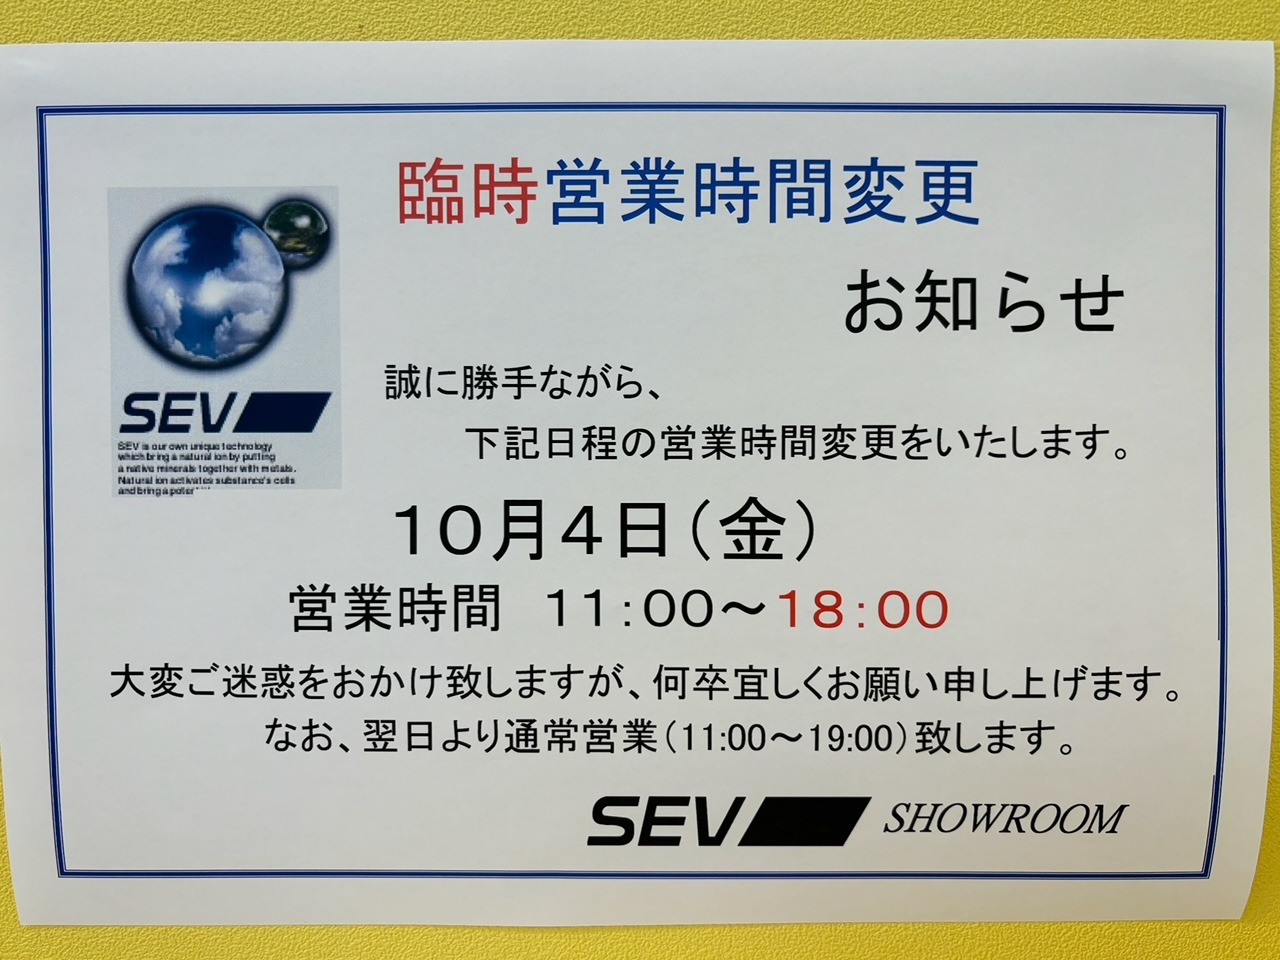 臨時営業時間変更
お知らせ
SEV
SEV is our own unique technology
which bring a natural ion by putting
a native minerals together with metals.
Natural ion activates substance's cells
and bring a
誠に勝手ながら、
下記日程の営業時間変更をいたします。
10月4日(金)
営業時間 11:00～18:00
大変ご迷惑をおかけ致しますが、何卒宜しくお願い申し上げます。
なお、翌日より通常営業(11:00～19:00)致します。
SEV SHOWROOM